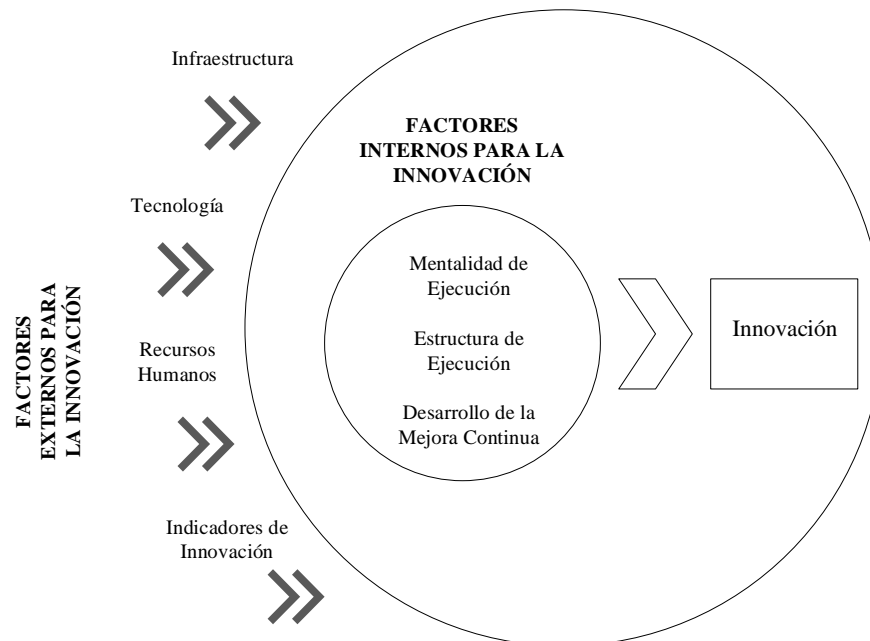 Infraestructura
FACTORES
INTERNOS PARA LA
INNOVACIÓN
Tecnología
Mentalidad de
Ejecución
FACTORES
EXTERNOS PARA
LA INNOVACIÓN
Recursos
Humanos
Estructura de
Ejecución
Innovación
Desarrollo de la
Mejora Continua
Indicadores de
Innovación